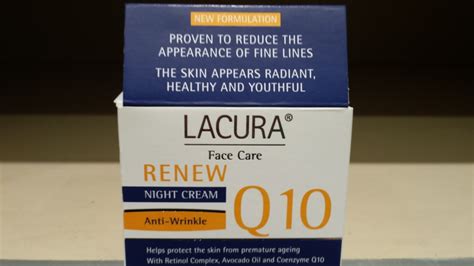 NEW FORMULATION
PROVEN TO REDUCE THE
APPEARANCE OF FINE LINES
THE SKIN APPEARS RADIANT,
HEALTHY AND YOUTHFUL
LACURA®
Face Care
RENEW
NIGHT CREAM
Anti-Wrinkle
Q10
Helps protect the skin from premature ageing
With Retinol Complex, Avocado Oil and Coenzyme Q10